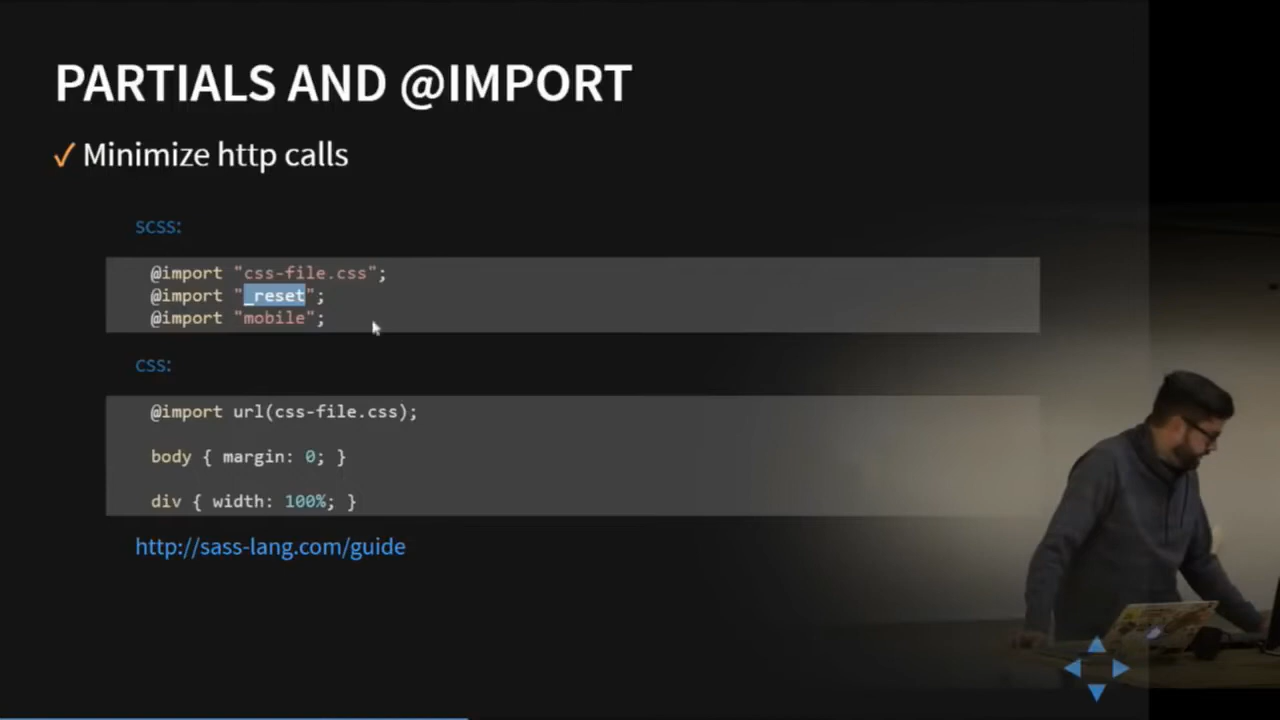 PARTIALS AND @IMPORT
✓ Minimize http calls
scss:
@import "css-file.css";
@import "_reset";
@import "mobile";
css:
@import url(css-file.css);
body { margin: 0; }
div { width: 100%; }
http://sass-lang.com/guide